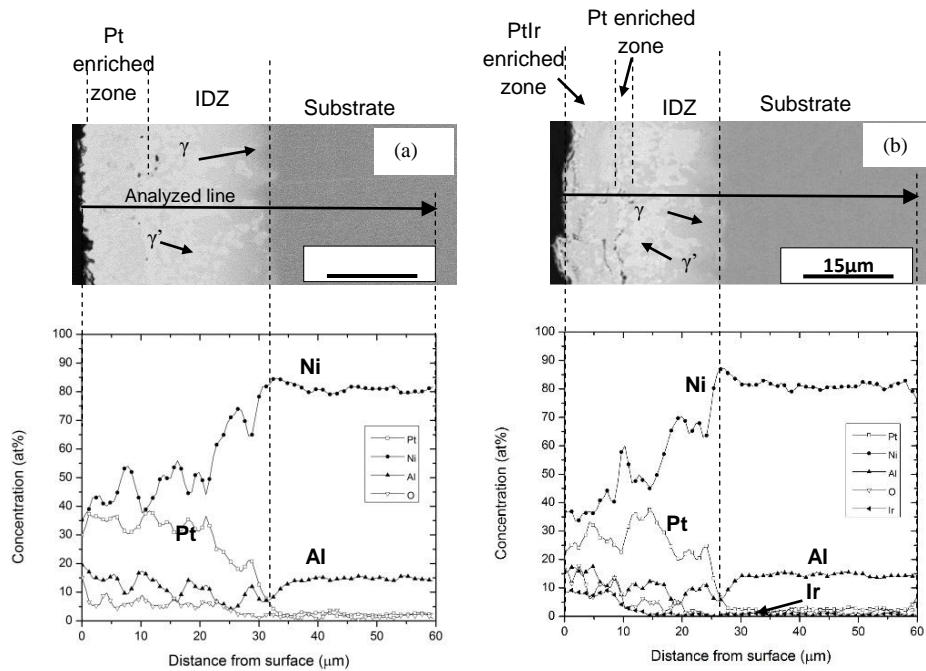 Pt
enriched
zone
IDZ
Substrate
γ
(a)
Analyzed line
γ’
100
90
80
70
60
50
40
30
20
10
0
Concentration (at%)
Ni
Pt
Al
Pt
Ni
Al
O
0
10
20
30
40
50
60
Distance from surface (μm)
PtIr
enriched
zone
Pt enriched
zone
IDZ
Substrate
(b)
γ
γ’
15μm
100
90
80
70
60
50
40
30
20
10
0
Concentration (at%)
Ni
Pt
Al
Ir
Pt
Ni
Al
O
Ir
0
10
20
30
40
50
60
Distance from surface (μm)